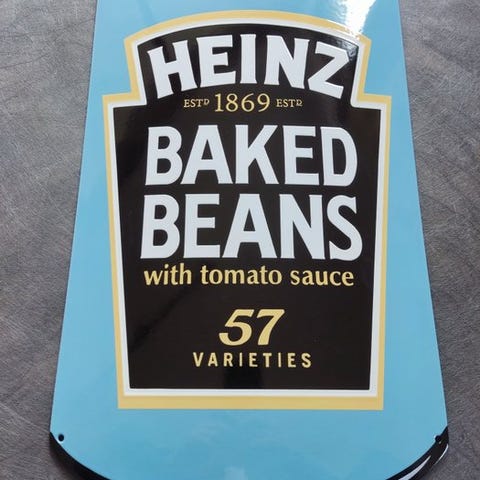 HEINZ
ESTD 1869 ESTD
BAKED
BEANS
with tomato sauce
57
VARIETIES